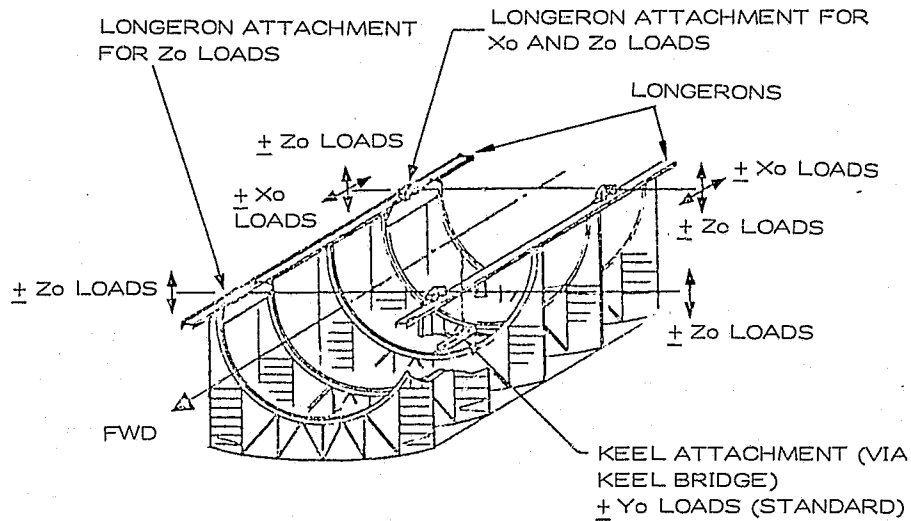 LONGERON ATTACHMENT
FOR Zo LOADS
LONGERON ATTACHMENT FOR
Xo AND Zo LOADS
LONGERONS
± Zo LOADS
± Xo
LOADS
± Xo LOADS
± Zo LOADS
± Zo LOADS
± Zo LOADS
FWD
KEEL ATTACHMENT (VIA
KEEL BRIDGE)
± Yo LOADS (STANDARD)